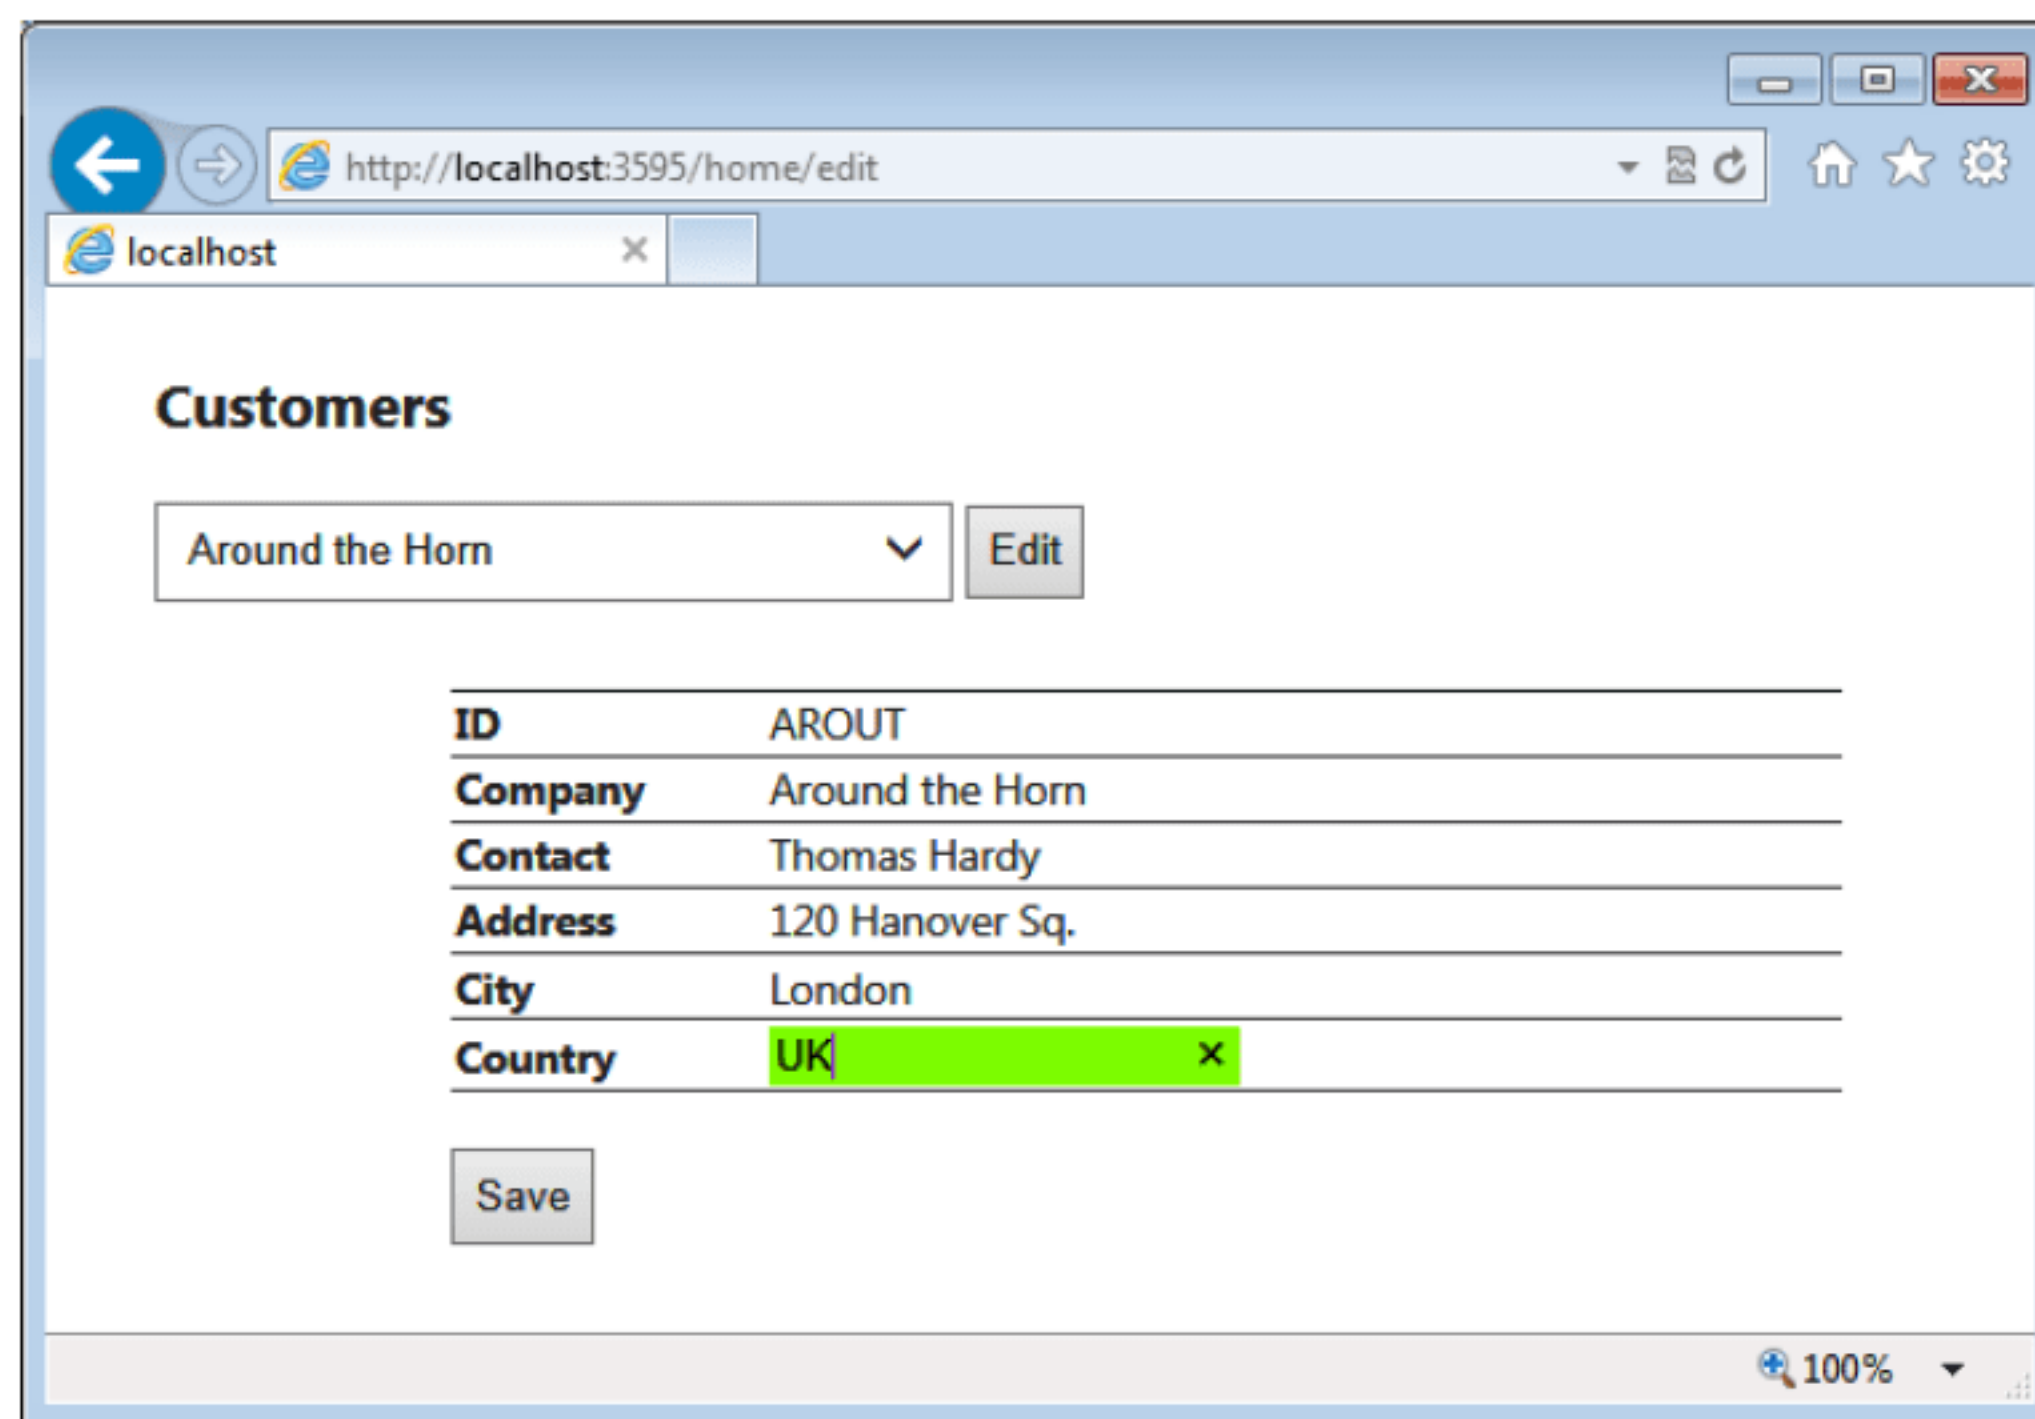 http://localhost:3595/home/edit
localhost
Customers
Around the Horn Edit
ID AROUT
Company Around the Horn
Contact Thomas Hardy
Address 120 Hanover Sq.
City London
Country UK
Save
100%